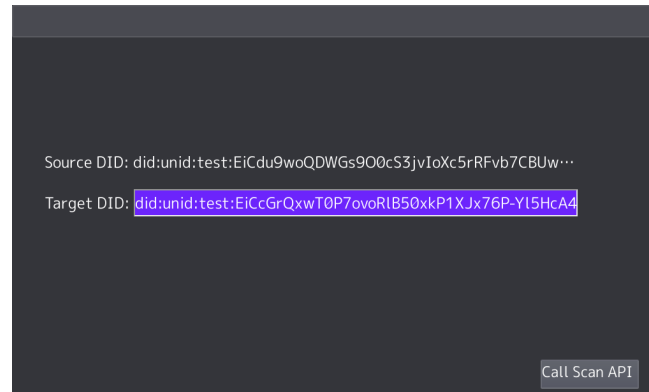 Source DID: did:unid:test:EiCdu9woQDWGs9O0cS3jvIoXc5rRFvb7CBUw⋯
Target DID: did:unid:test:EiCcGrQxwT0P7ovoRlB50xkP1XJx76P-Yl5HcA4
Call Scan API